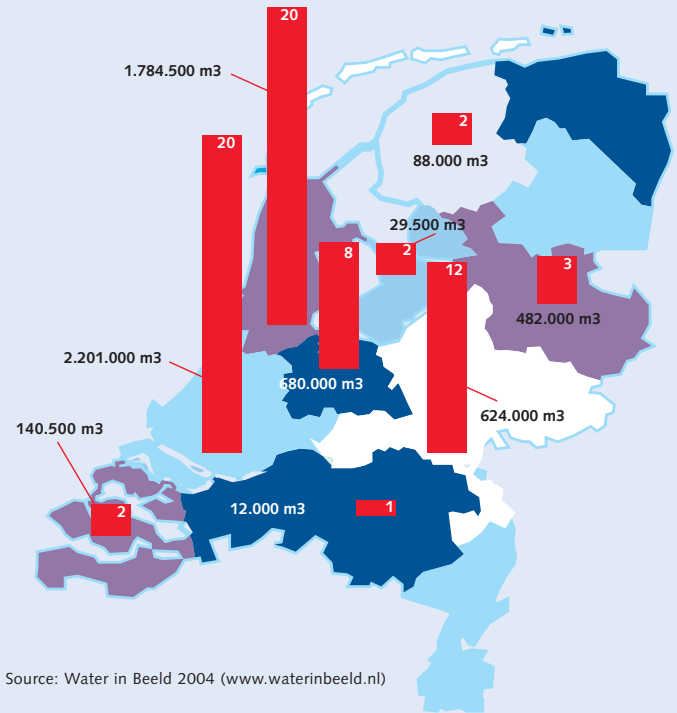 20
1.784.500 m3
2
20
88.000 m3
29.500 m3
8
2
12
3
482.000 m3
2.201.000 m3
680.000 m3
624.000 m3
140.500 m3
2
12.000 m3
1
Source: Water in Beeld 2004 (www.waterinbeeld.nl)